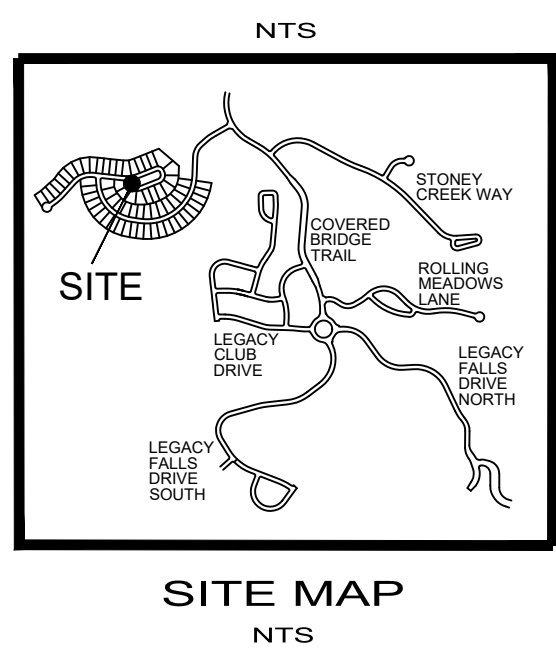 NTS
STONEY
CREEK WAY
COVERED
BRIDGE
TRAIL
ROLLING
MEADOWS
LANE
SITE
LEGACY
CLUB
DRIVE
LEGACY
FALLS
DRIVE
NORTH
LEGACY
FALLS
DRIVE
SOUTH
SITE MAP
NTS